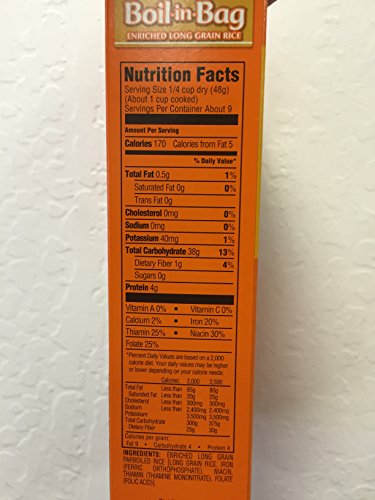 Boil-in-Bag
ENRICHED LONG GRAIN RICE
Nutrition Facts
Serving Size 1/4 cup dry (48g)
(About 1 cup cooked)
Servings Per Container About 9
Amount Per Serving
Calories 170 Calories from Fat 5
% Daily Value*
Total Fat 0.5g 1%
Saturated Fat 0g 0%
Trans Fat 0g
Cholesterol 0mg 0%
Sodium 0mg 0%
Potassium 40mg 1%
Total Carbohydrate 38g 13%
Dietary Fiber 1g 4%
Sugars 0g
Protein 4g
Vitamin A 0% • Vitamin C 0%
Calcium 2% • Iron 20%
Thiamin 25% • Niacin 30%
Folate 25%
*Percent Daily Values are based on a 2,000
calorie diet. Your daily values may be higher
or lower depending on your calorie needs:
Calories: 2,000 2,500
Total Fat Less than 65g 80g
Saturated Fat Less than 20g 25g
Cholesterol Less than 300mg 300mg
Sodium Less than 2,400mg 2,400mg
Potassium 3,500mg 3,500mg
Total Carbohydrate 300g 375g
Dietary Fiber 25g 30g
Calories per gram:
Fat 9 • Carbohydrate 4 • Protein 4
INGREDIENTS: ENRICHED LONG GRAIN
PARBOILED RICE [LONG GRAIN RICE, IRON
(FERRIC ORTHOPHOSPHATE), NIACIN,
THIAMIN (THIAMINE MONONITRATE), FOLATE
(FOLIC ACID)].